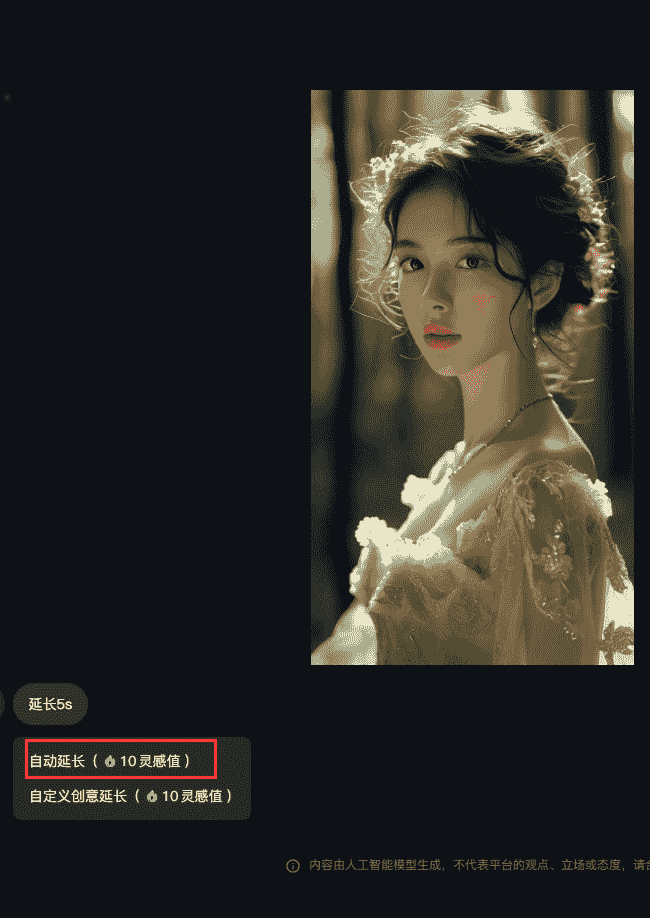 延长5s
自动延长（10灵感值）
自定义创意延长（10灵感值）
内容由人工智能模型生成，不代表平台的观点、立场或态度，请